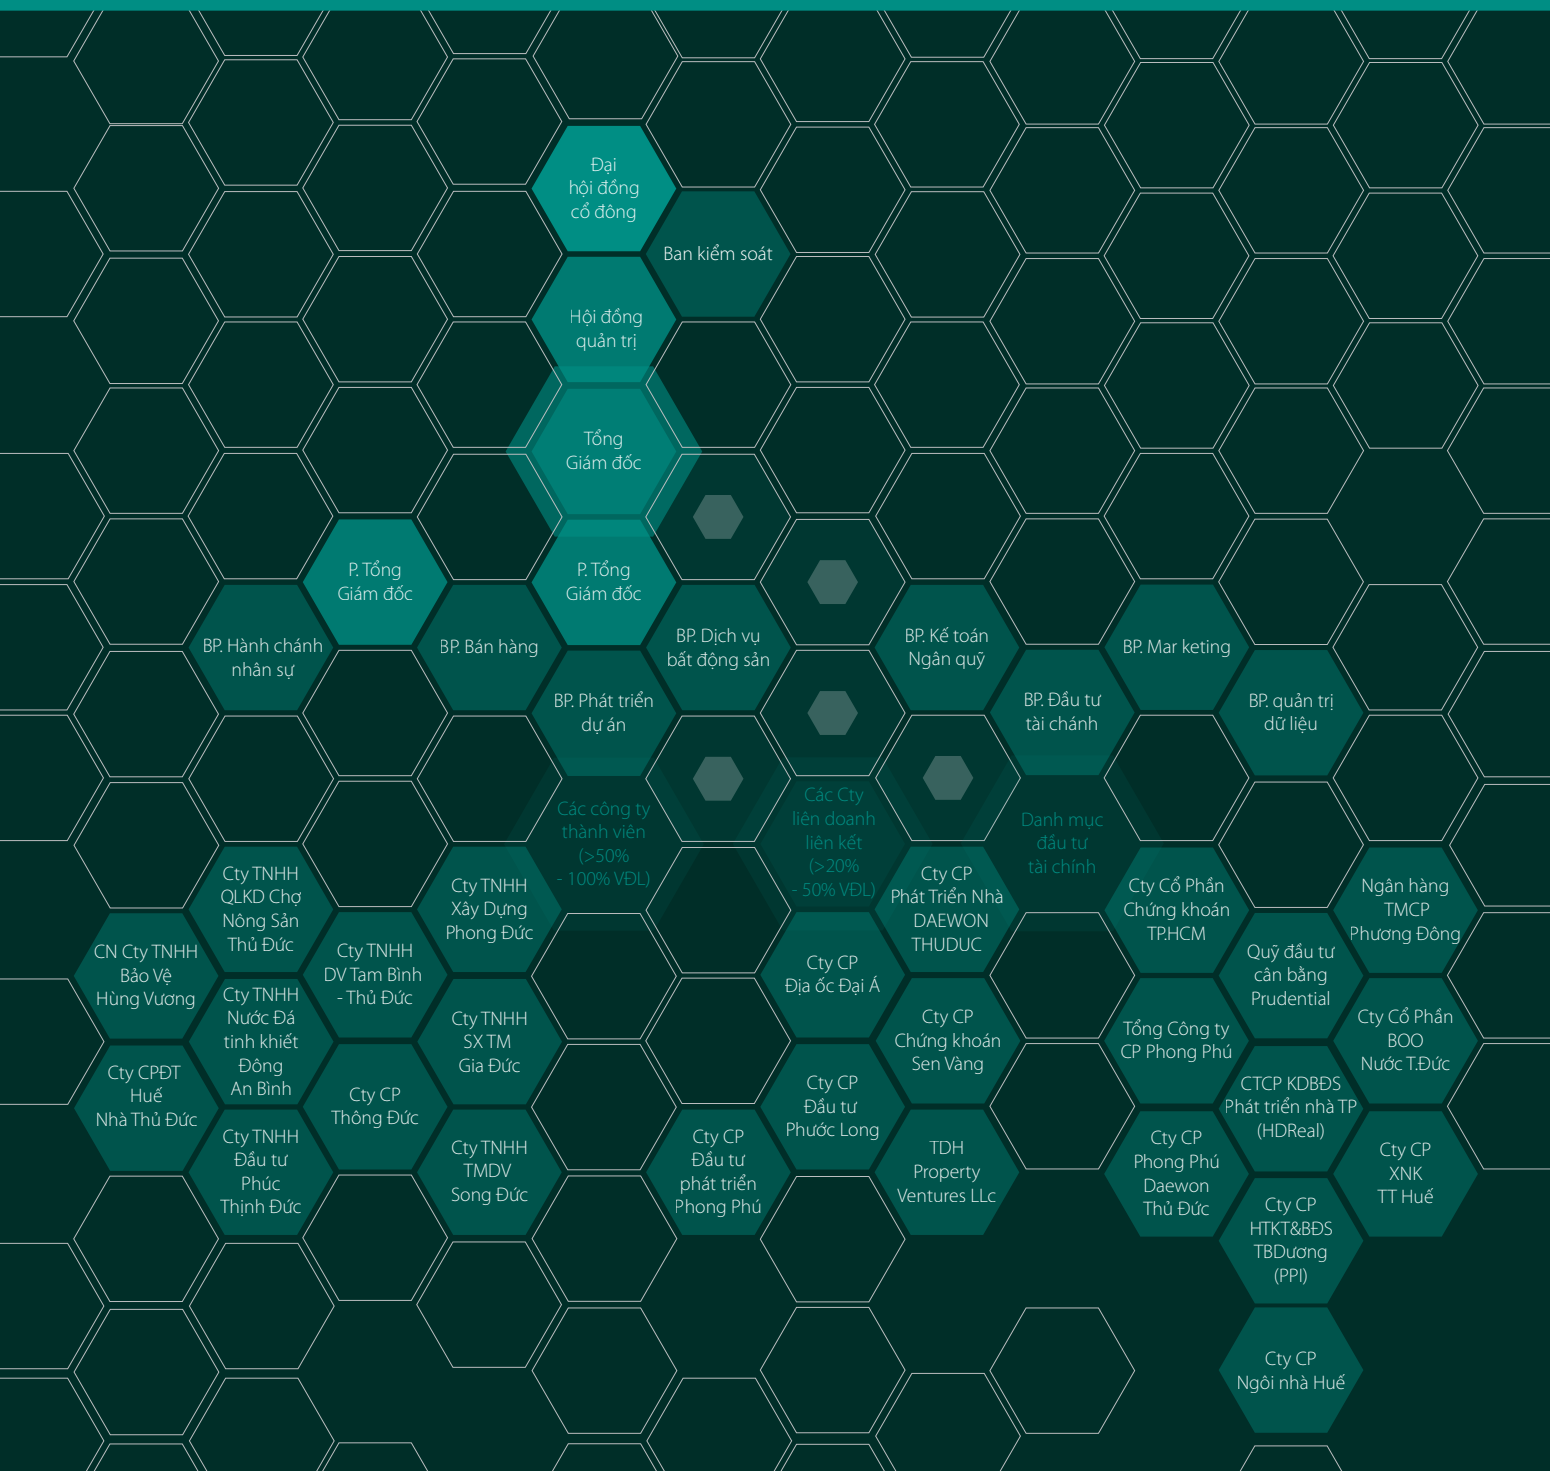 Đại
hội đồng
cổ đông
Ban kiểm soát
Hội đồng
quản trị
Tổng
Giám đốc
P. Tổng
Giám đốc
P. Tổng
Giám đốc
BP. Hành chánh
nhân sự
BP. Bán hàng
BP. Dịch vụ
bất động sản
BP. Kế toán
Ngân quỹ
BP. Mar keting
BP. Phát triển
dự án
BP. Đầu tư
tài chánh
BP. quản trị
dữ liệu
Các công ty
thành viên
(>50%
- 100% VĐL)
Các Cty
liên doanh
liên kết
(>20%
- 50% VĐL)
Danh mục
đầu tư
tài chính
Cty TNHH
QLKD Chợ
Nông Sản
Thủ Đức
Cty TNHH
Xây Dựng
Phong Đức
CN Cty TNHH
Bảo Vệ
Hùng Vương
Cty TNHH
DV Tam Bình
- Thủ Đức
Cty TNHH
Nước Đá
tinh khiết
Đông
An Bình
Cty TNHH
SX TM
Gia Đức
Cty CPĐT
Huế
Nhà Thủ Đức
Cty CP
Thông Đức
Cty TNHH
Đầu tư
Phúc
Thịnh Đức
Cty TNHH
TMDV
Song Đức
Cty CP
Phát Triển Nhà
DAEWON
THUDUC
Cty CP
Địa ốc Đại Á
Cty CP
Chứng khoán
Sen Vàng
Cty CP
Đầu tư
Phước Long
Cty CP
Đầu tư
phát triển
Phong Phú
TDH
Property
Ventures LLc
Cty Cổ Phần
Chứng khoán
TP.HCM
Ngân hàng
TMCP
Phương Đông
Quỹ đầu tư
cân bằng
Prudential
Tổng Công ty
CP Phong Phú
Cty Cổ Phần
BOO
Nước T.Đức
CTCP KDBĐS
Phát triển nhà TP
(HDReal)
Cty CP
Phong Phú
Daewon
Thủ Đức
Cty CP
XNK
TT Huế
Cty CP
HTKT&BĐS
TBDương
(PPI)
Cty CP
Ngôi nhà Huế